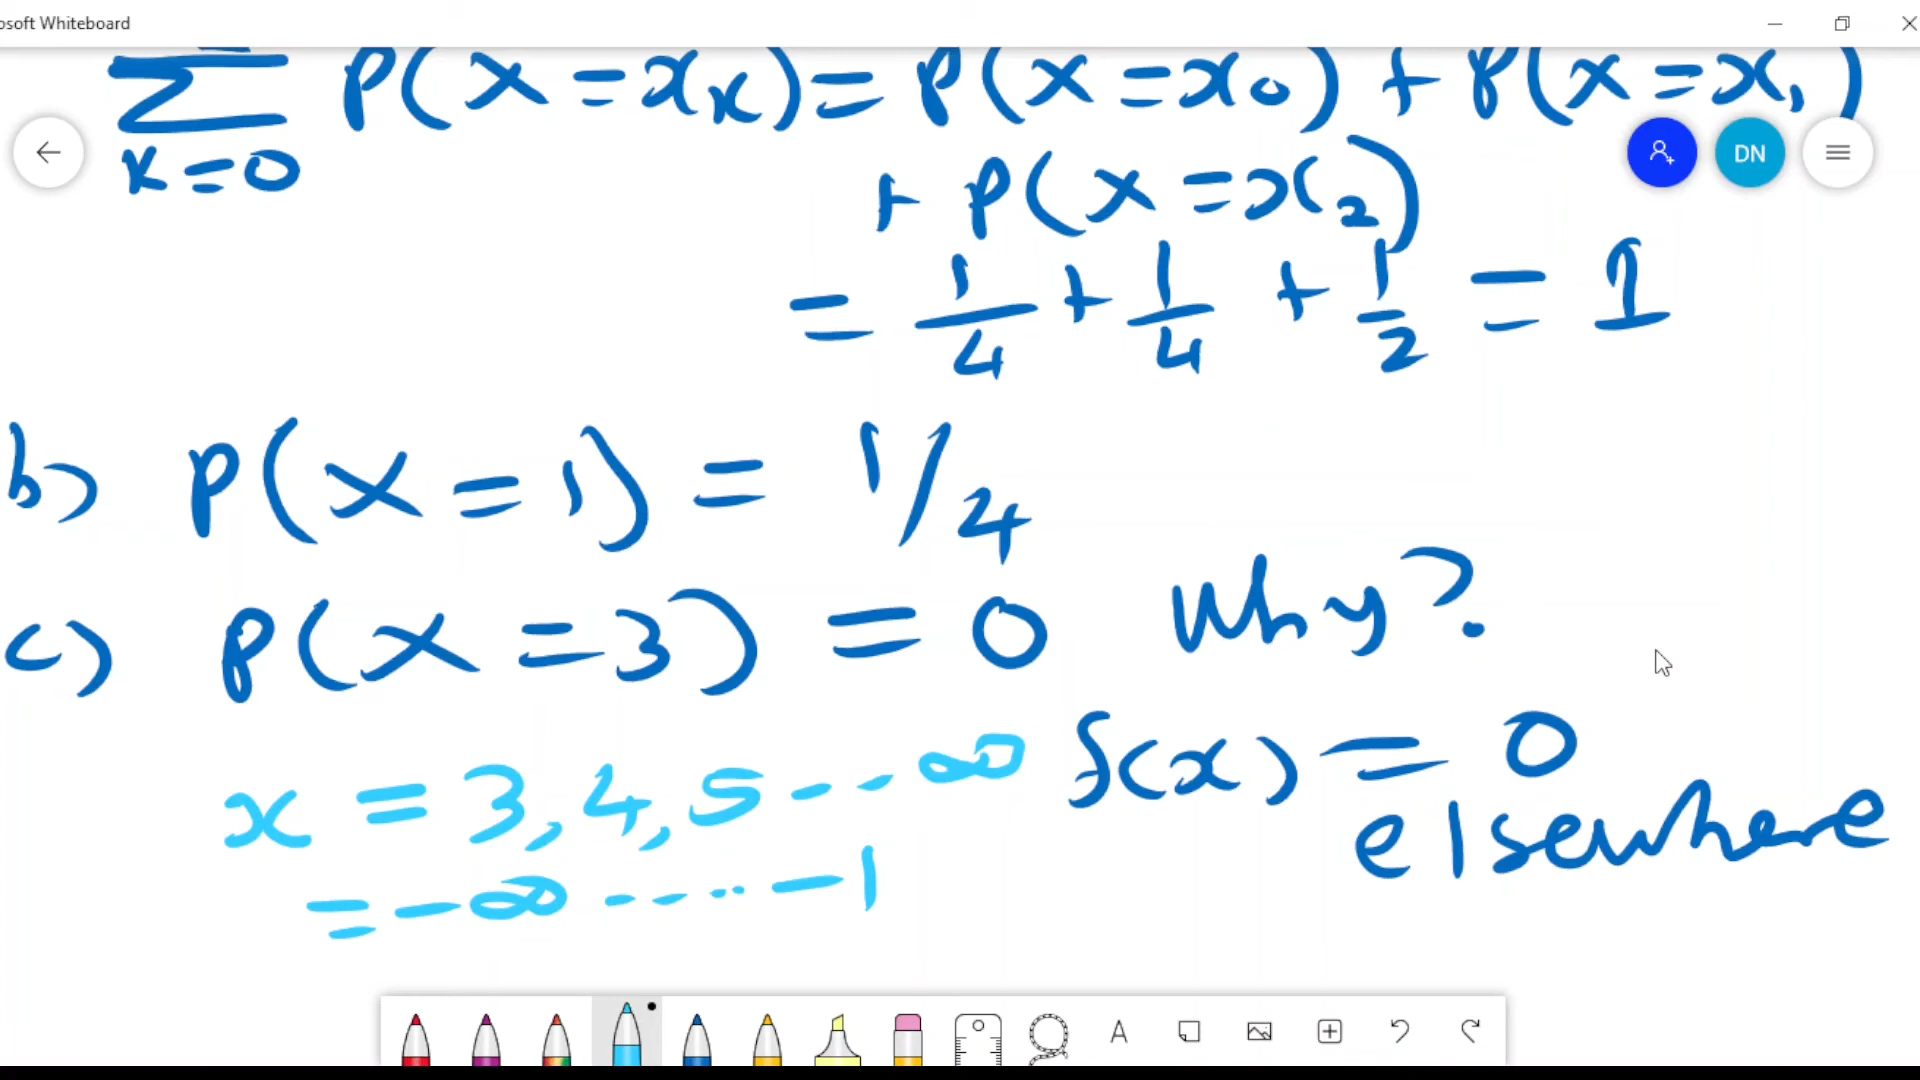 osoft Whiteboard
∑ P(X=xₖ) = P(X=x₀) + P(X=x₁)
k=0
+ P(X=x₂)
= 1/4 + 1/4 + 1/2 = 1
b) P(X=1) = 1/4
c) P(X=3) = 0 Why?
x = 3, 4, 5 -- - ∞ f(x) = 0
elsewhere
= -∞ ----- -1
DN
A